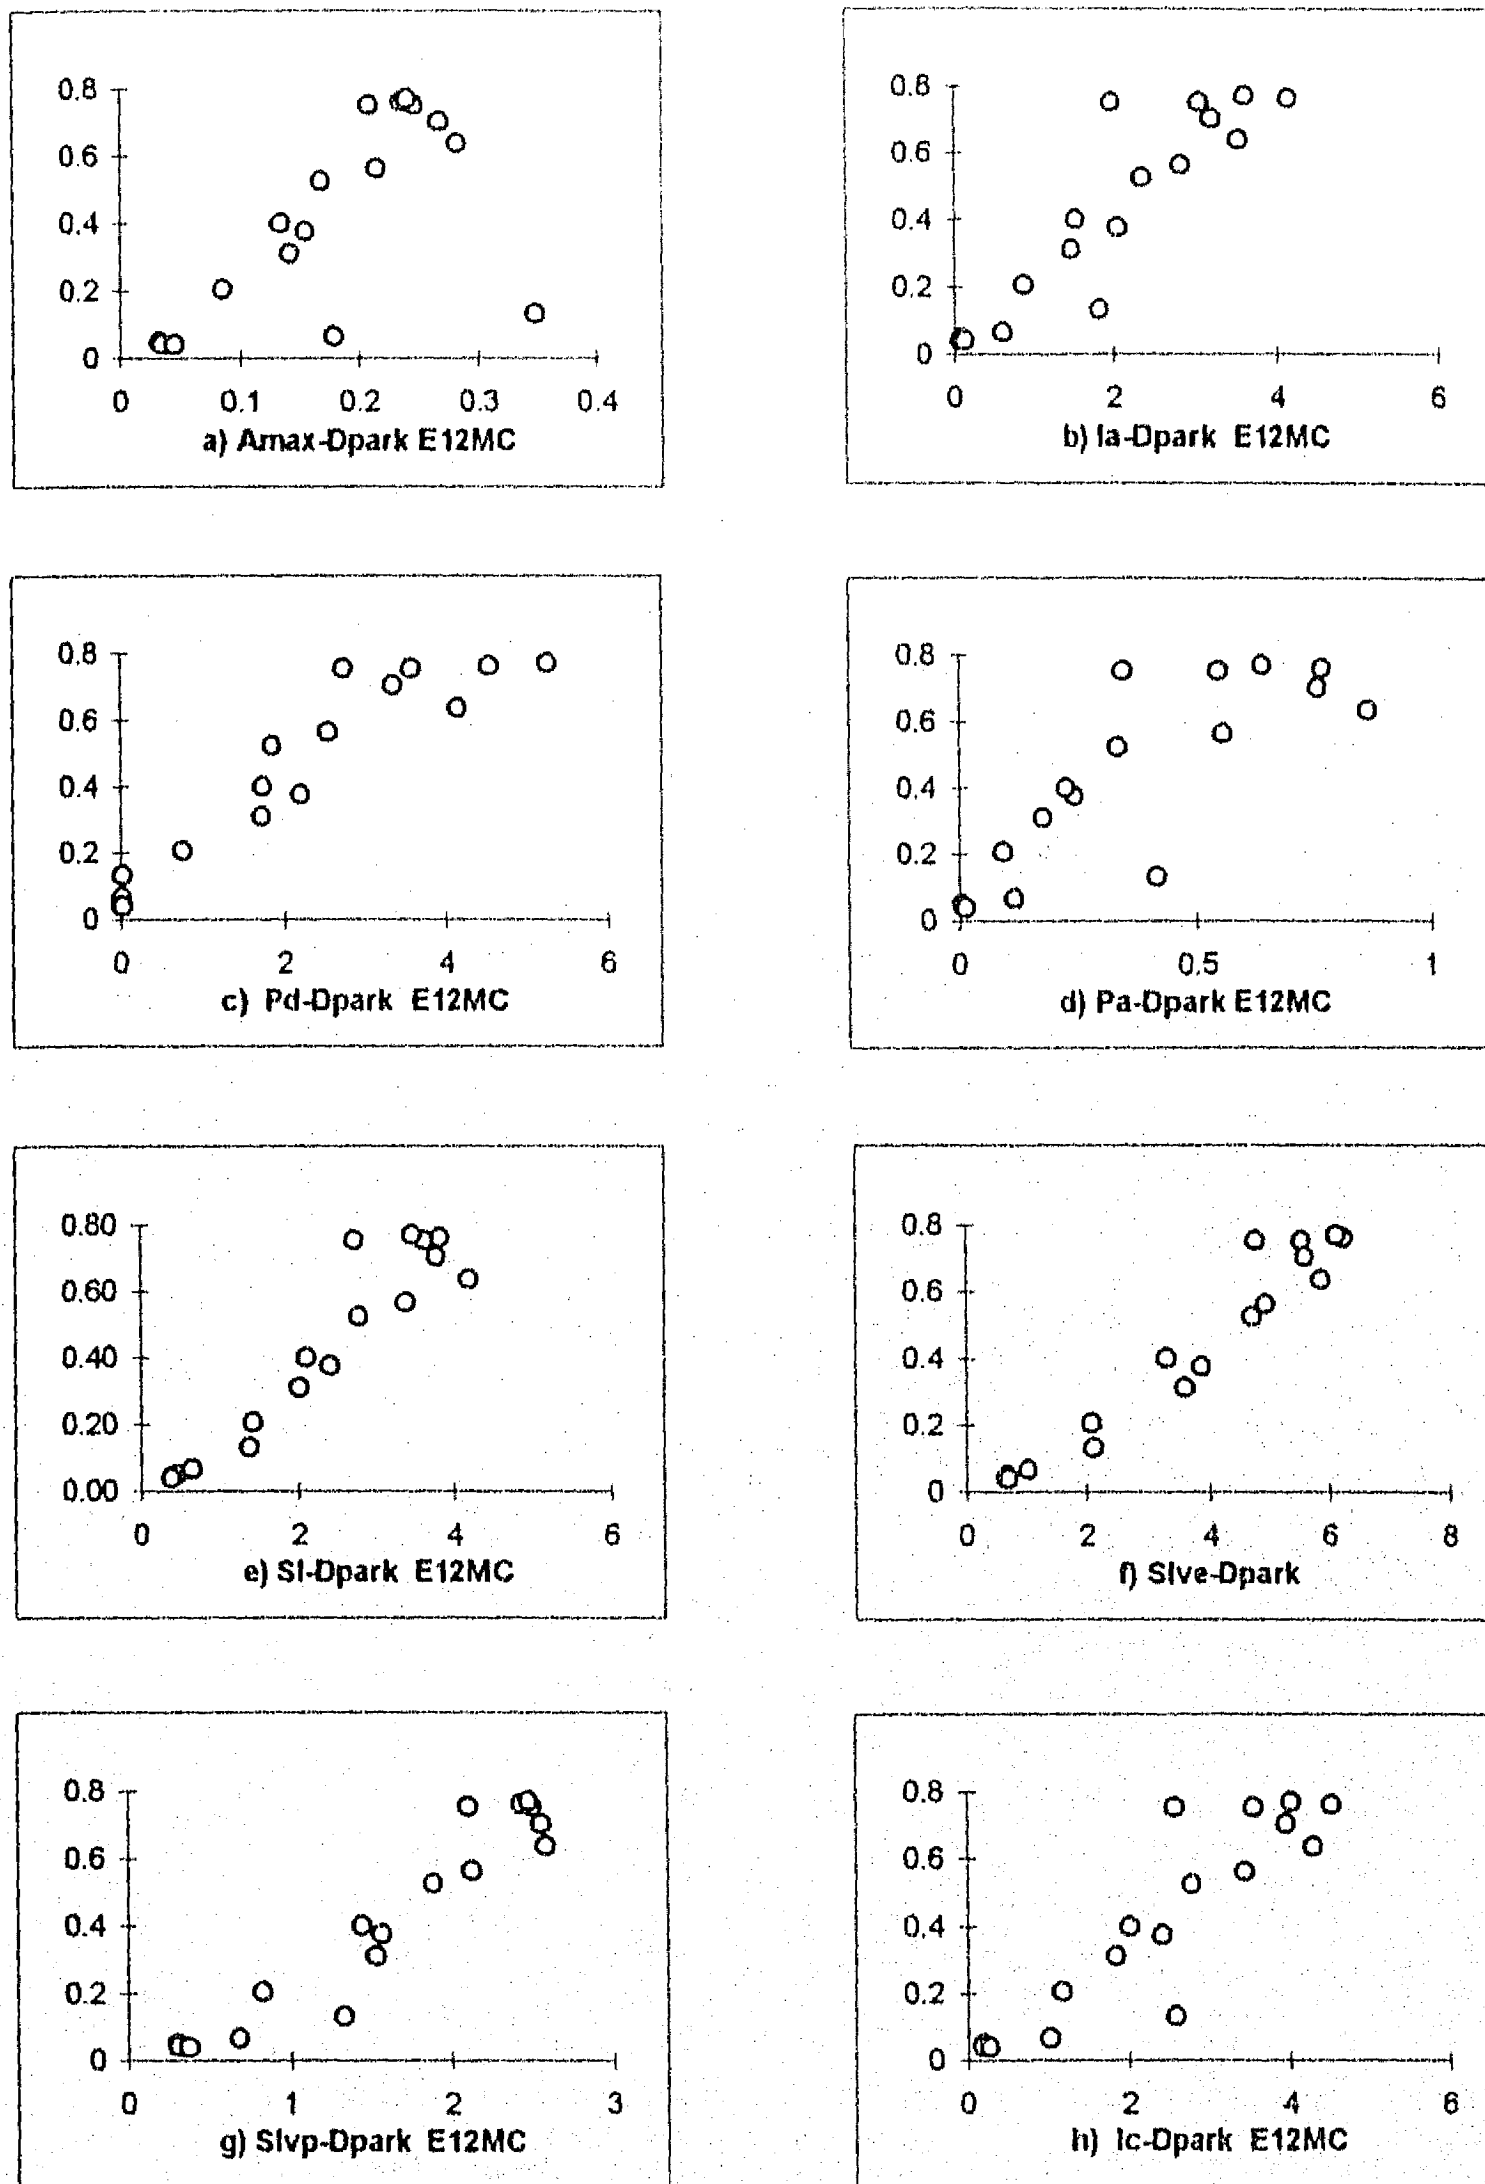 0.8
0.6
0.4
0.2
0
0 0.1 0.2 0.3 0.4
a) Amax-Dpark E12MC
0.8
0.6
0.4
0.2
0
0 2 4 6
b) Ia-Dpark E12MC
0.8
0.6
0.4
0.2
0
0 2 4 6
c) Pd-Dpark E12MC
0.8
0.6
0.4
0.2
0
0 0.5 1
d) Pa-Dpark E12MC
0.80
0.60
0.40
0.20
0.00
0 2 4 6
e) SI-Dpark E12MC
0.8
0.6
0.4
0.2
0
0 2 4 6 8
f) SIve-Dpark
0.8
0.6
0.4
0.2
0
0 1 2 3
g) SIvp-Dpark E12MC
0.8
0.6
0.4
0.2
0
0 2 4 6
h) Ic-Dpark E12MC